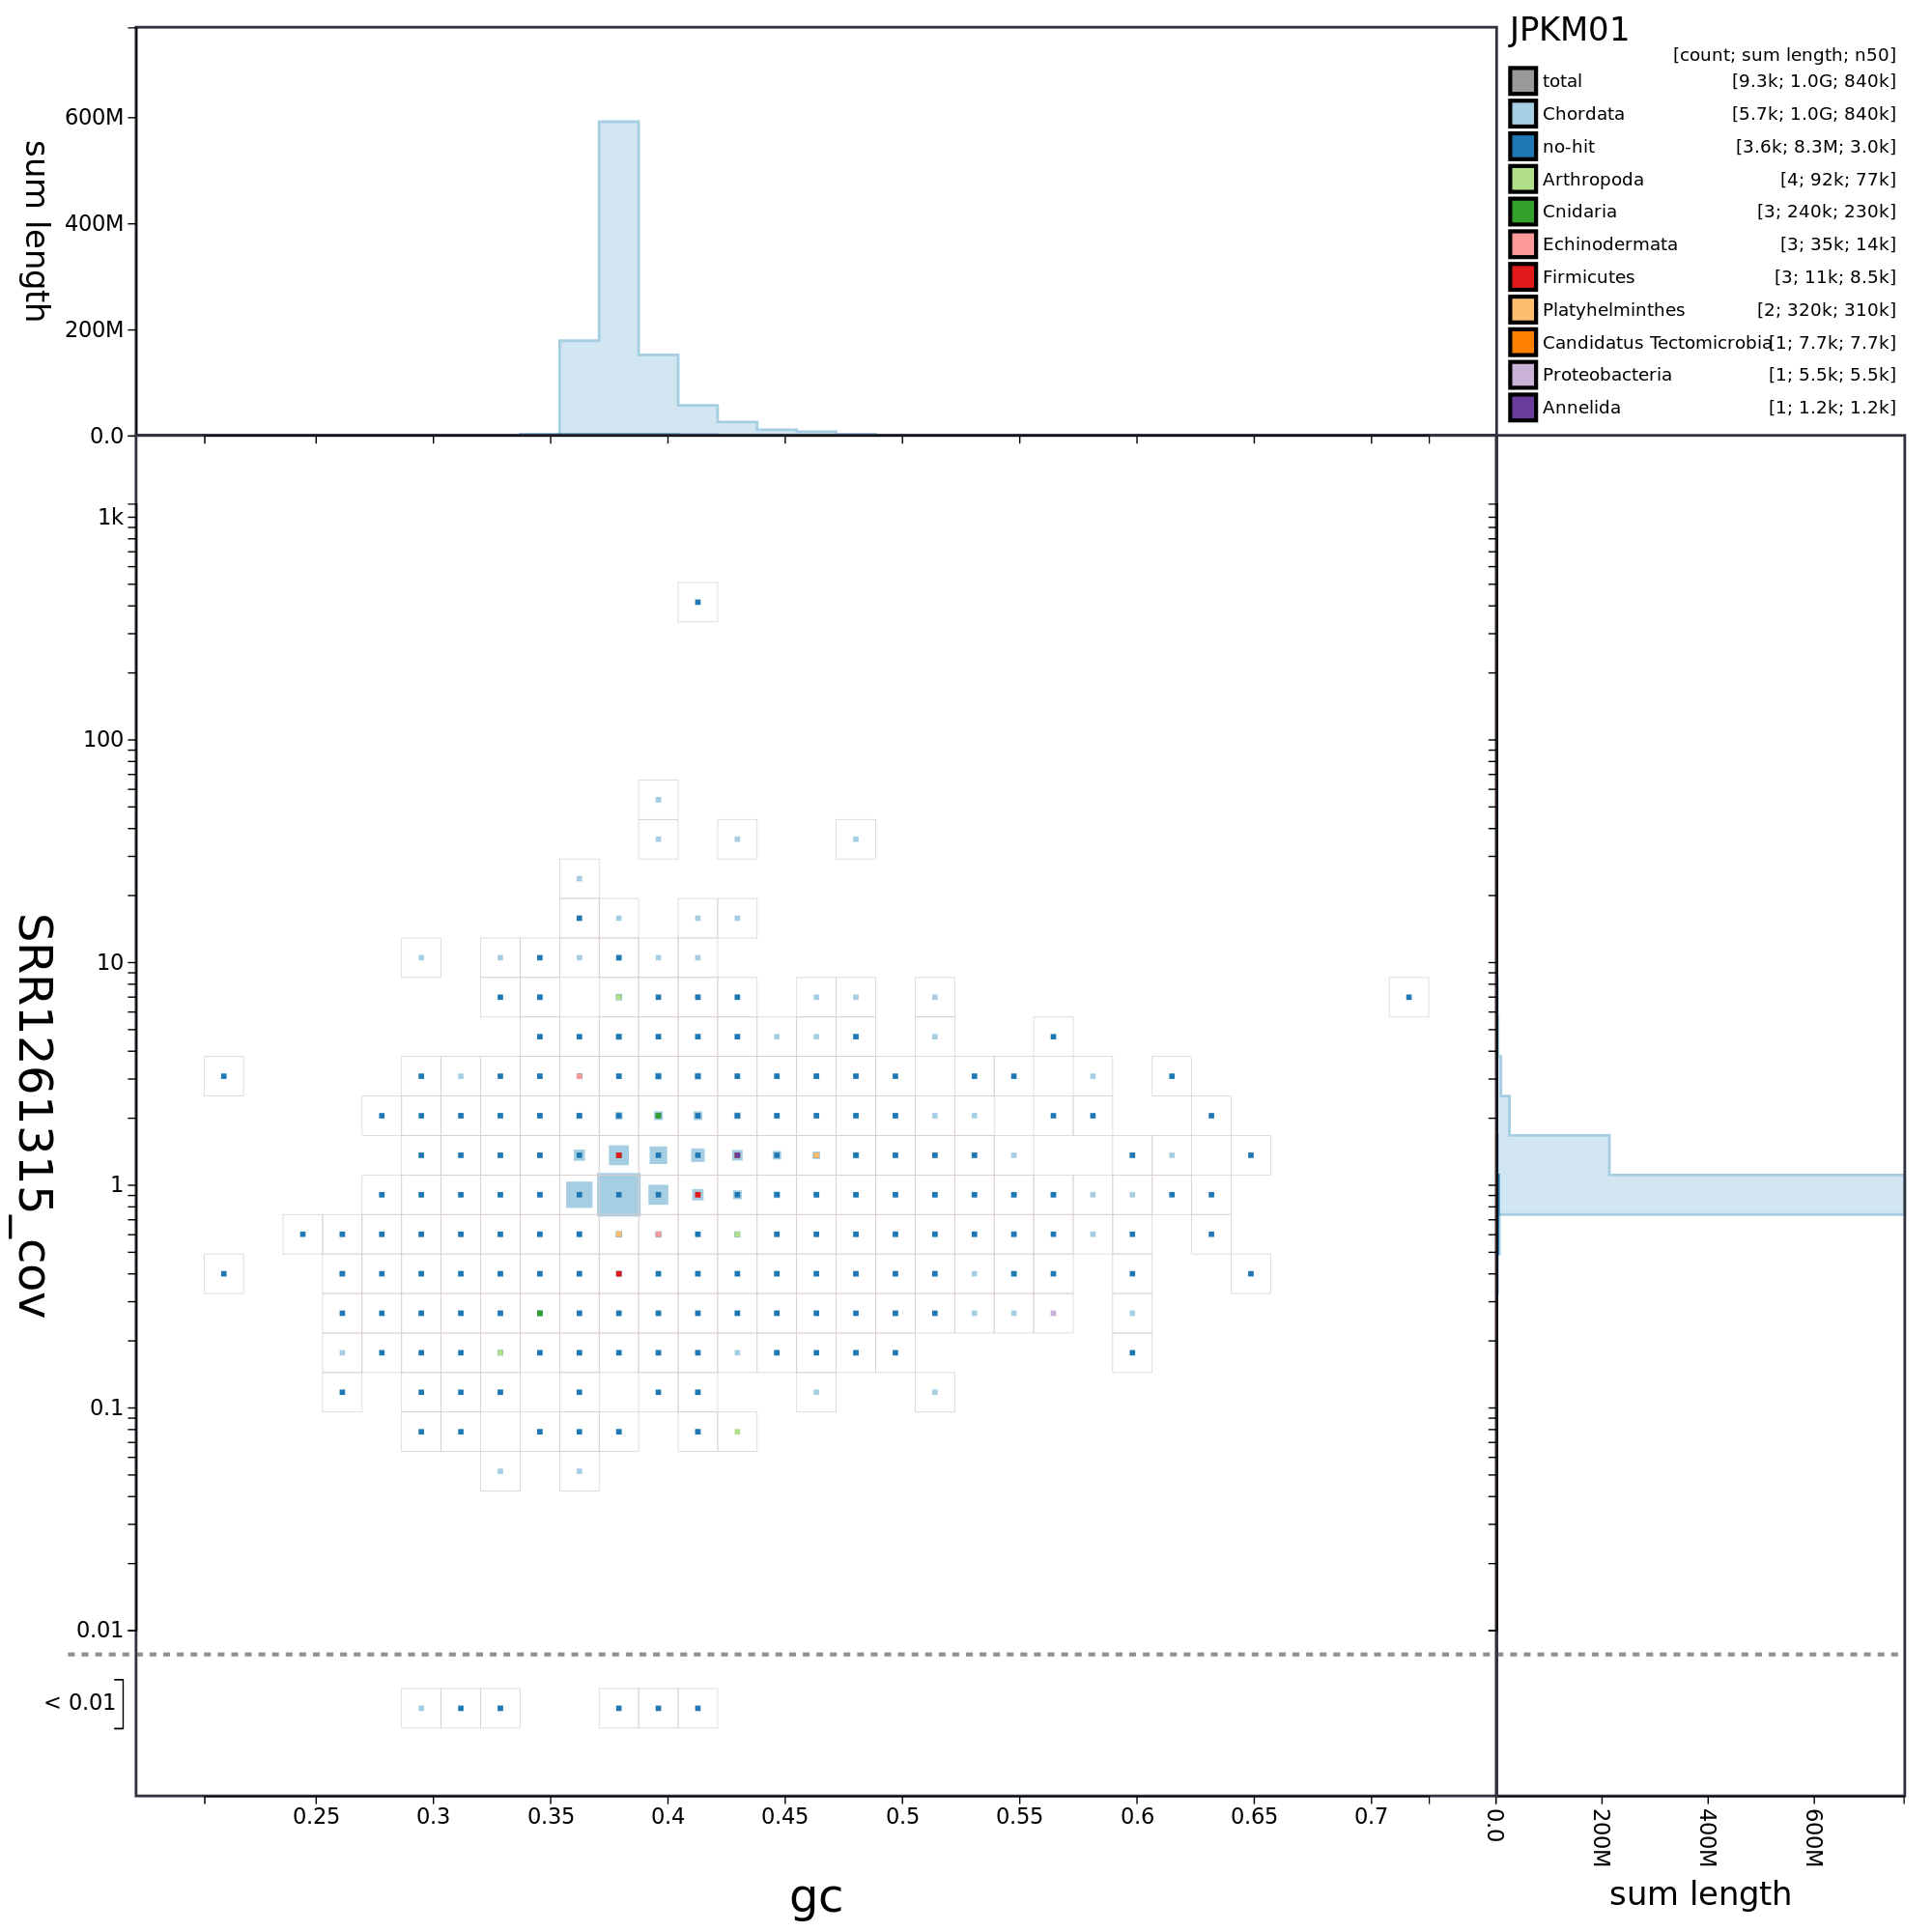 JPKM01
[count; sum length; n50]
total [9.3k; 1.0G; 840k]
Chordata [5.7k; 1.0G; 840k]
no-hit [3.6k; 8.3M; 3.0k]
Arthropoda [4; 92k; 77k]
Cnidaria [3; 240k; 230k]
Echinodermata [3; 35k; 14k]
Firmicutes [3; 11k; 8.5k]
Platyhelminthes [2; 320k; 310k]
Candidatus Tectomicrobia [1; 7.7k; 7.7k]
Proteobacteria [1; 5.5k; 5.5k]
Annelida [1; 1.2k; 1.2k]
sum length
600M
400M
200M
0.0
SRR1261315_cov
1k
100
10
1
0.1
0.01
< 0.01
0.25 0.3 0.35 0.4 0.45 0.5 0.55 0.6 0.65 0.7
gc
0.0 200M 400M 600M
sum length